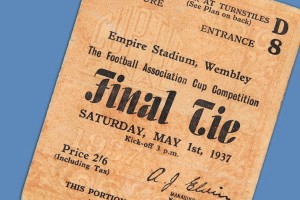 AT TURNSTILES
(See Plan on back)
ENTRANCE
D
8
Empire Stadium, Wembley
The Football Association Cup Competition
Final Tie
SATURDAY, MAY 1st, 1937
Kick-off 3 p.m.
Price 2/6
(Including Tax)
THIS PORTION